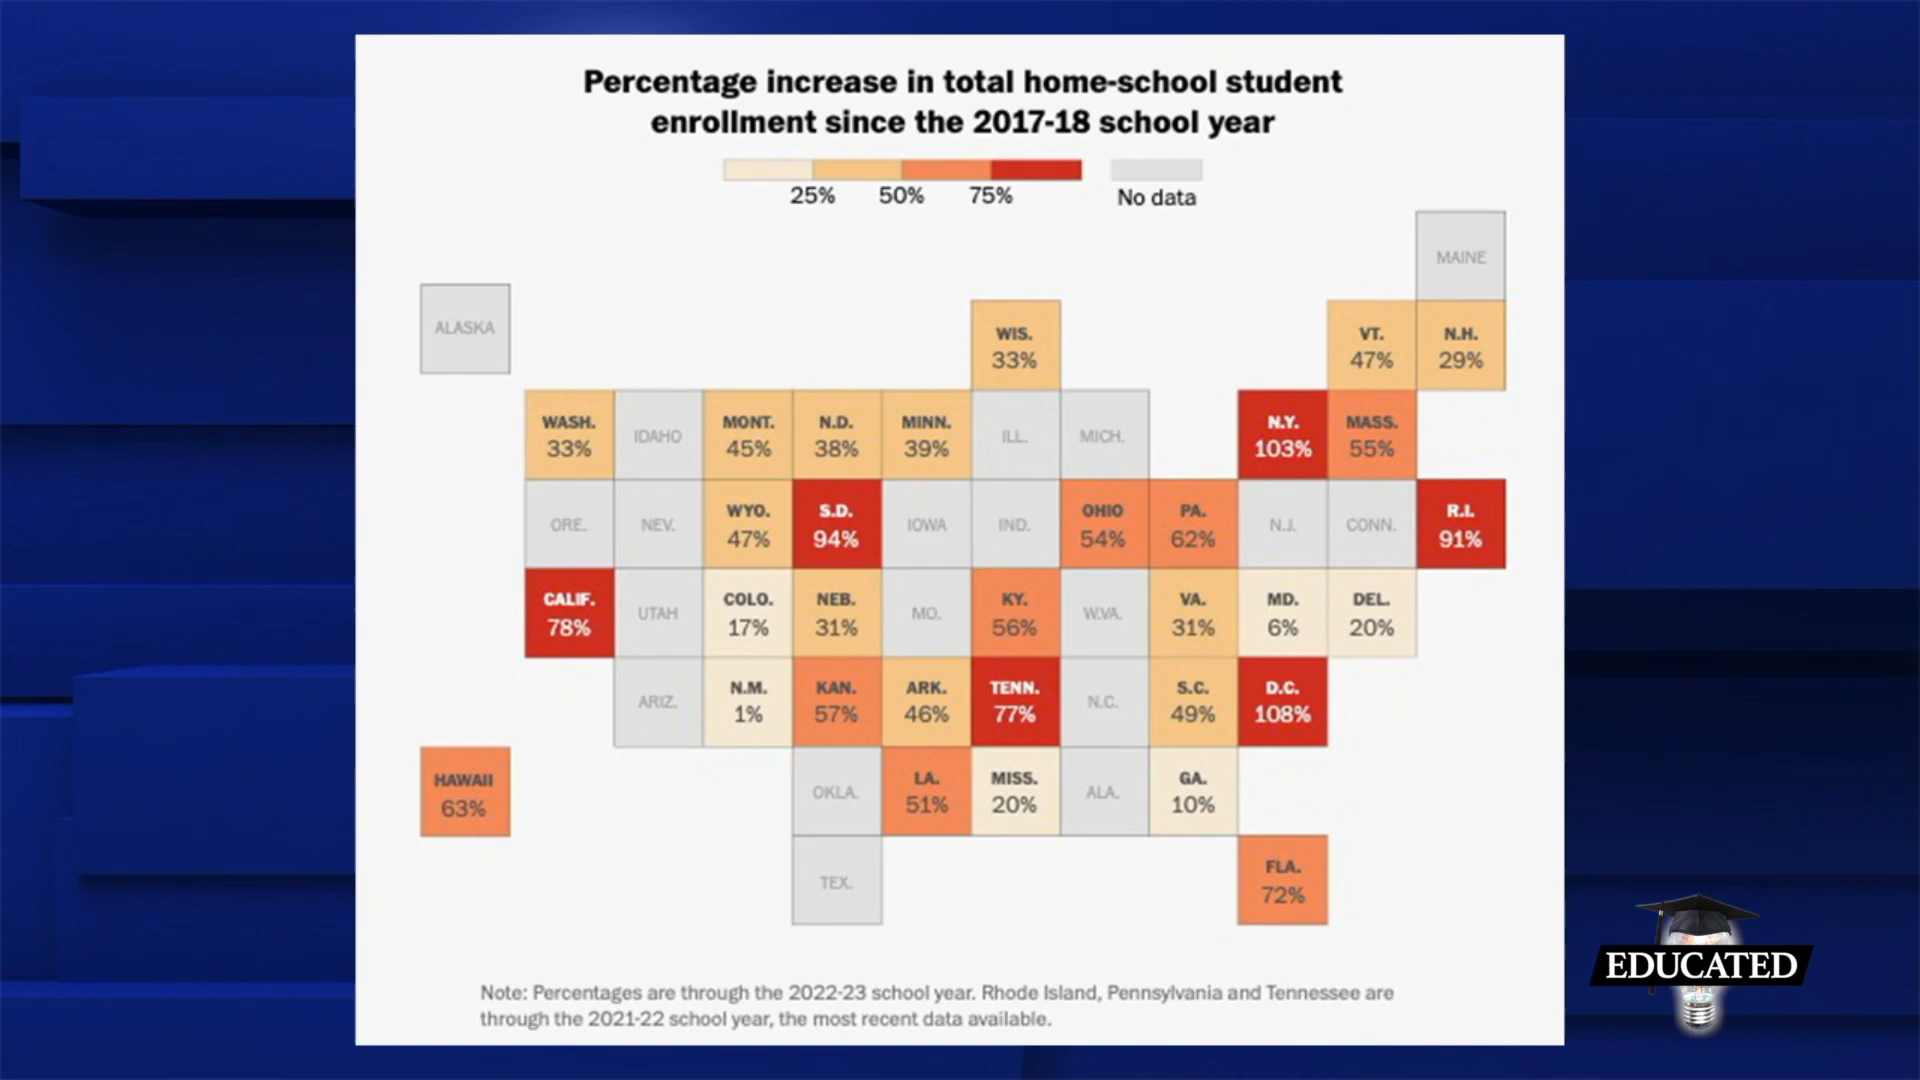 Percentage increase in total home-school student
enrollment since the 2017-18 school year
25% 50% 75% No data
MAINE
ALASKA
WIS.
33%
VT.
47%
N.H.
29%
WASH.
33%
IDAHO
MONT.
45%
N.D.
38%
MINN.
39%
ILL.
MICH.
N.Y.
103%
MASS.
55%
ORE.
NEV.
WYO.
47%
S.D.
94%
IOWA
IND.
OHIO
54%
PA.
62%
N.J.
CONN.
R.I.
91%
CALIF.
78%
UTAH
COLO.
17%
NEB.
31%
MO.
KY.
56%
W.VA.
VA.
31%
MD.
6%
DEL.
20%
ARIZ.
N.M.
1%
KAN.
57%
ARK.
46%
TENN.
77%
N.C.
S.C.
49%
D.C.
108%
HAWAII
63%
OKLA.
LA.
51%
MISS.
20%
ALA.
GA.
10%
TEX.
FLA.
72%
Note: Percentages are through the 2022-23 school year. Rhode Island, Pennsylvania and Tennessee are
through the 2021-22 school year, the most recent data available.
EDUCATED